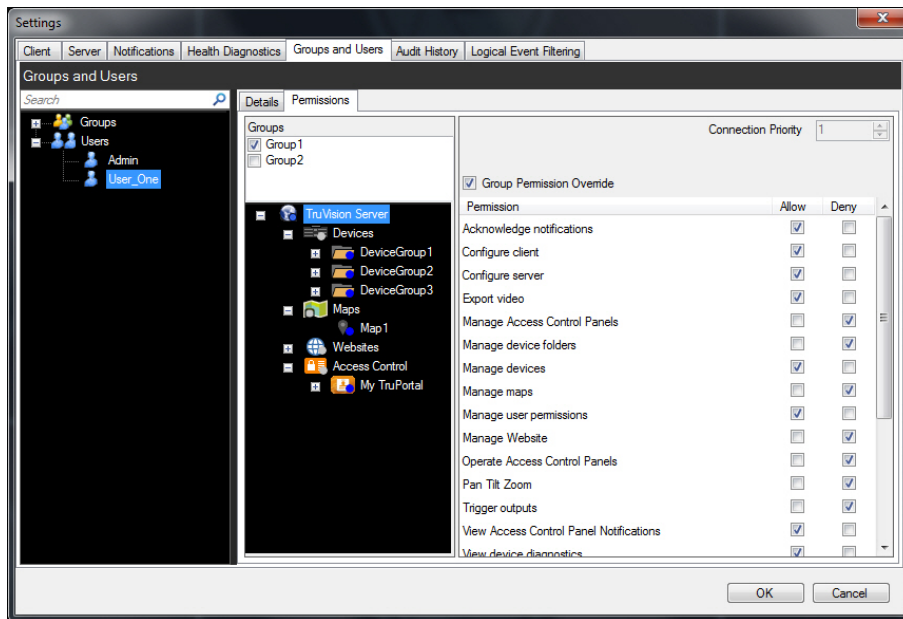 Settings
Client Server Notifications Health Diagnostics Groups and Users Audit History Logical Event Filtering
Groups and Users
Search
Groups
Users
Admin
User_One
Details Permissions
Groups
Group1
Group2
TruVision Server
Devices
DeviceGroup1
DeviceGroup2
DeviceGroup3
Maps
Map1
Websites
Access Control
My TruPortal
Connection Priority 1
Group Permission Override
Permission Allow Deny
Acknowledge notifications
Configure client
Configure server
Export video
Manage Access Control Panels
Manage device folders
Manage devices
Manage maps
Manage user permissions
Manage Website
Operate Access Control Panels
Pan Tilt Zoom
Trigger outputs
View Access Control Panel Notifications
View device diagnostics
OK Cancel